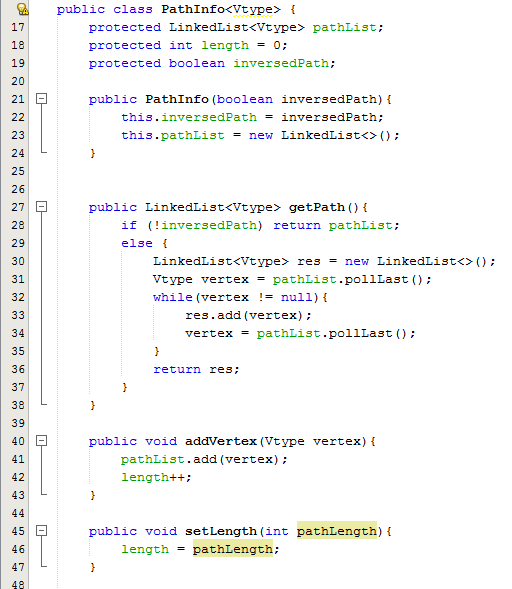 public class PathInfo<Vtype> {
17 protected LinkedList<Vtype> pathList;
18 protected int length = 0;
19 protected boolean inversedPath;
20
21 public PathInfo(boolean inversedPath){
22 this.inversedPath = inversedPath;
23 this.pathList = new LinkedList<>();
24 }
25
26
27 public LinkedList<Vtype> getPath(){
28 if (!inversedPath) return pathList;
29 else {
30 LinkedList<Vtype> res = new LinkedList<>();
31 Vtype vertex = pathList.pollLast();
32 while(vertex != null){
33 res.add(vertex);
34 vertex = pathList.pollLast();
35 }
36 return res;
37 }
38 }
39
40 public void addVertex(Vtype vertex){
41 pathList.add(vertex);
42 length++;
43 }
44
45 public void setLength(int pathLength){
46 length = pathLength;
47 }
48